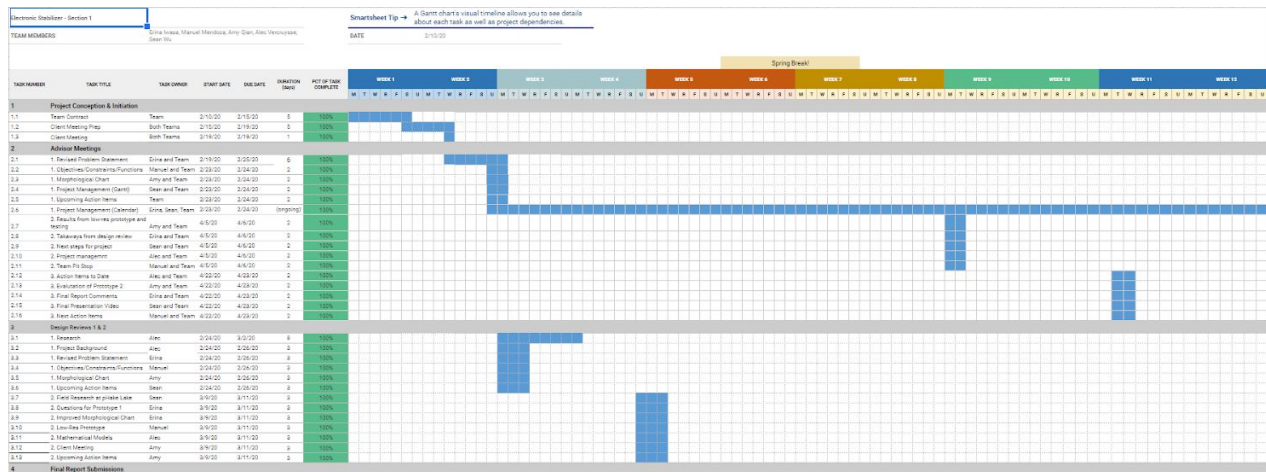 Electronic Stabilizer - Section 1
Smartsheet Tip → A Gantt chart's visual timeline allows you to see details
about each task as well as project dependencies.
TEAM MEMBERS
Erina Iwasa, Manuel Mendoza, Amy Qian, Alec Vercruysse,
Sean Wu
DATE 2/10/20
Spring Break!
TASK NUMBER TASK TITLE TASK OWNER START DATE DUE DATE DURATION (days) PCT OF TASK COMPLETE
WEEK 1 WEEK 2 WEEK 3 WEEK 4 WEEK 5 WEEK 6 WEEK 7 WEEK 8 WEEK 9 WEEK 10 WEEK 11 WEEK 12
M T W R F S U M T W R F S U M T W R F S U M T W R F S U M T W R F S U M T W R F S U M T W R F S U M T W R F S U M T W R F S U M T W R F S U M T W R F S U M T W R F S U
1 Project Conception & Initiation
1.1 Team Contract Team 2/10/20 2/15/20 5 100%
1.2 Client Meeting Prep Both Teams 2/15/20 2/19/20 5 100%
1.3 Client Meeting Both Teams 2/19/20 2/19/20 1 100%
2 Advisor Meetings
2.1 1. Revised Problem Statement Erina and Team 2/19/20 2/25/20 6 100%
2.2 1. Objectives/Constraints/Functions Manuel and Team 2/23/20 2/24/20 2 100%
2.3 1. Morphological Chart Amy and Team 2/23/20 2/24/20 2 100%
2.4 1. Project Management (Gantt) Sean and Team 2/23/20 2/24/20 2 100%
2.5 1. Upcoming Action Items Team 2/23/20 2/24/20 2 100%
2.6 1. Project Management (Calendar) Erina, Sean, Team 2/23/20 2/24/20 (ongoing) 100%
2.7 2. Results from low-res prototype and testing Amy and Team 4/5/20 4/6/20 2 100%
2.8 2. Takeaways from design review Erina and Team 4/5/20 4/6/20 2 100%
2.9 2. Next steps for project Sean and Team 4/5/20 4/6/20 2 100%
2.10 2. Project managemnt Alec and Team 4/5/20 4/6/20 2 100%
2.11 2. Team Pit Stop Manuel and Team 4/5/20 4/6/20 2 100%
2.12 3. Action Items to Date Alec and Team 4/22/20 4/23/20 2 100%
2.13 3. Evalutation of Prototype 2 Amy and Team 4/22/20 4/23/20 2 100%
2.14 3. Final Report Comments Erina and Team 4/22/20 4/23/20 2 100%
2.15 3. Final Presentation Video Sean and Team 4/22/20 4/23/20 2 100%
2.16 3. Next Action Items Manuel and Team 4/22/20 4/23/20 2 100%
3 Design Reviews 1 & 2
3.1 1. Research Alec 2/24/20 3/2/20 100%
3.2 1. Project Background Alec 2/24/20 2/26/20 3 100%
3.3 1. Revised Problem Statement Erina 2/24/20 2/26/20 3 100%
3.4 1. Objectives/Constraints/Functions Manuel 2/24/20 2/26/20 3 100%
3.5 1. Morphological Chart Amy 2/24/20 2/26/20 3 100%
3.6 1. Upcoming Action Items Sean 2/24/20 2/26/20 3 100%
3.7 2. Field Research at pHake Lake Sean 3/9/20 3/11/20 3 100%
3.8 2. Questions for Prototype 1 Erina 3/9/20 3/11/20 3 100%
3.9 2. Improved Morphological Chart Erina 3/9/20 3/11/20 3 100%
3.10 2. Low-Res Prototype Manuel 3/9/20 3/11/20 3 100%
3.11 2. Mathematical Models Alec 3/9/20 3/11/20 3 100%
3.12 2. Client Meeting Amy 3/9/20 3/11/20 3 100%
3.13 2. Upcoming Action Items Amy 3/9/20 3/11/20 3 100%
4 Final Report Submissions